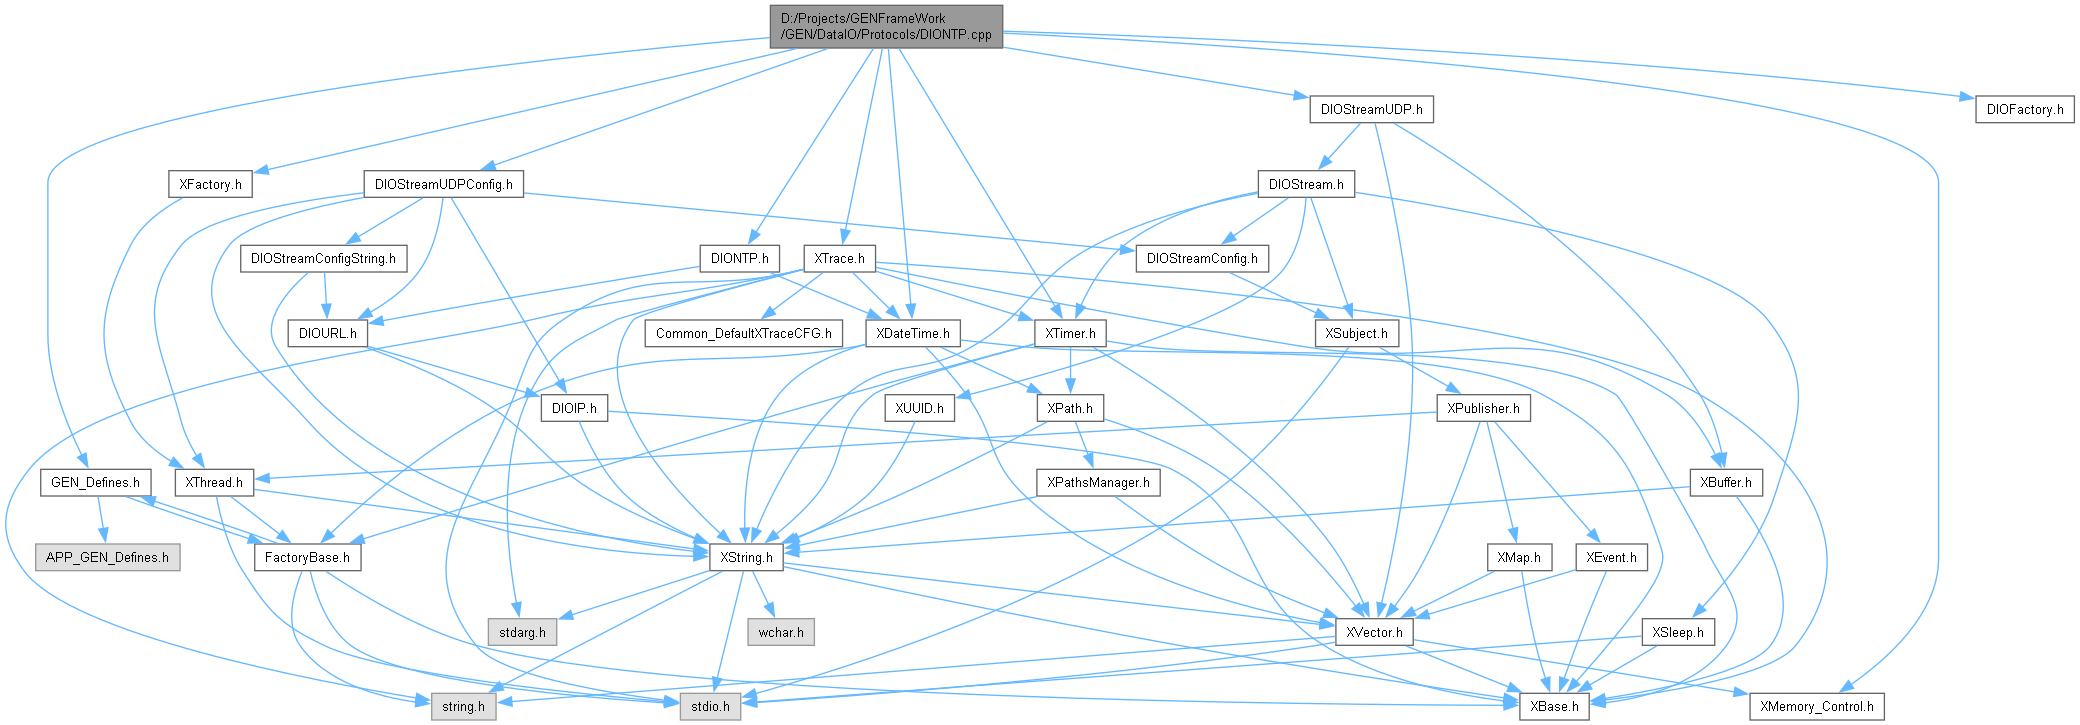 D:/Projects/GENFrameWork
/GEN/DataIO/Protocols/DIONTP.cpp
DIOStreamUDP.h
DIOFactory.h
XFactory.h
DIOStreamUDPConfig.h
DIOStream.h
DIOStreamConfigString.h
DIONTP.h
XTrace.h
DIOStreamConfig.h
DIOURL.h
Common_DefaultXTraceCFG.h
XDateTime.h
XTimer.h
XSubject.h
DIOIP.h
XUUID.h
XPath.h
XPublisher.h
GEN_Defines.h
XThread.h
XPathsManager.h
XBuffer.h
APP_GEN_Defines.h
FactoryBase.h
XString.h
XMap.h
XEvent.h
stdarg.h
wchar.h
XVector.h
XSleep.h
string.h
stdio.h
XBase.h
XMemory_Control.h